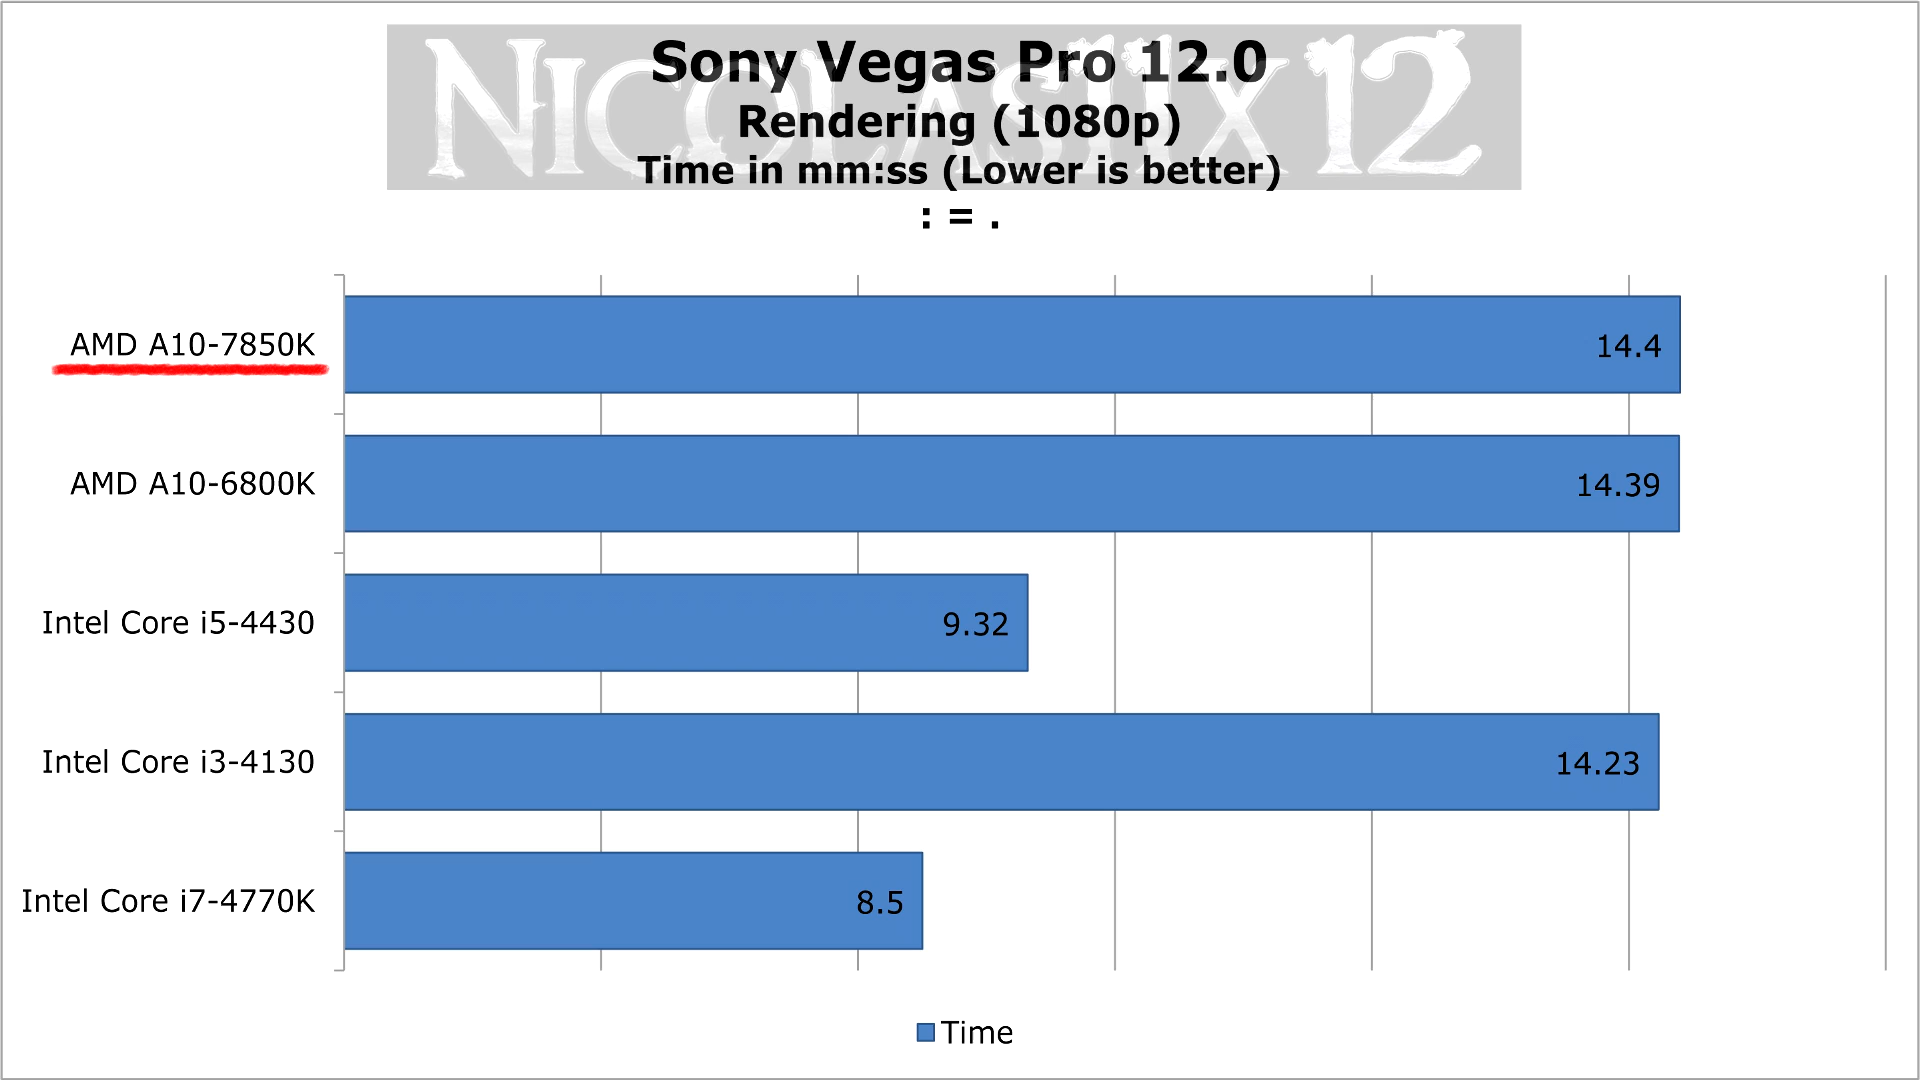 Nicolas11x12
Sony Vegas Pro 12.0
Rendering (1080p)
Time in mm:ss (Lower is better)
: = .
AMD A10-7850K
14.4
AMD A10-6800K
14.39
Intel Core i5-4430
9.32
Intel Core i3-4130
14.23
Intel Core i7-4770K
8.5
Time